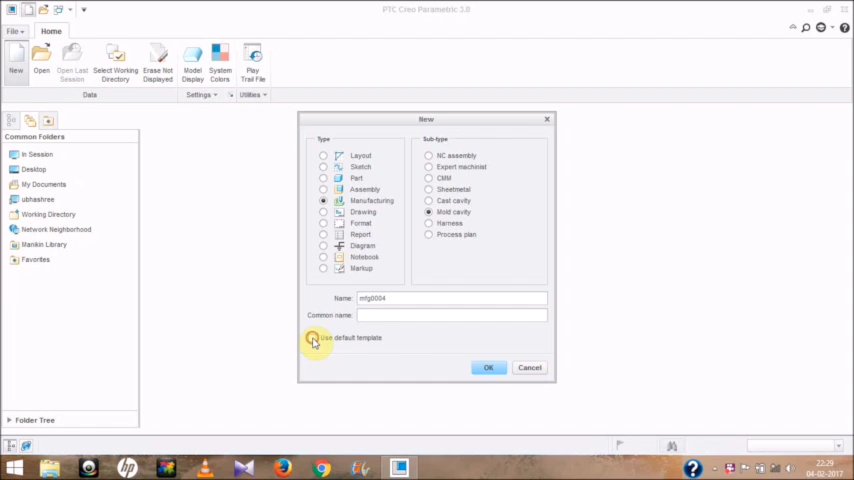 PTC Creo Parametric 3.0
File
Home
New
Open
Open Last Session
Select Working Directory
Erase Not Displayed
Model Display
System Colors
Play Trail File
Data
Settings
Utilities
Common Folders
In Session
Desktop
My Documents
ubhashree
Working Directory
Network Neighborhood
Manikin Library
Favorites
Folder Tree
New
Type
Layout
Sketch
Part
Assembly
Manufacturing
Drawing
Format
Report
Diagram
Notebook
Markup
Sub-type
NC assembly
Expert machinist
CMM
Sheetmetal
Cast cavity
Mold cavity
Harness
Process plan
Name: mfg0004
Common name:
Use default template
OK
Cancel
hp
22:29
04-02-2017